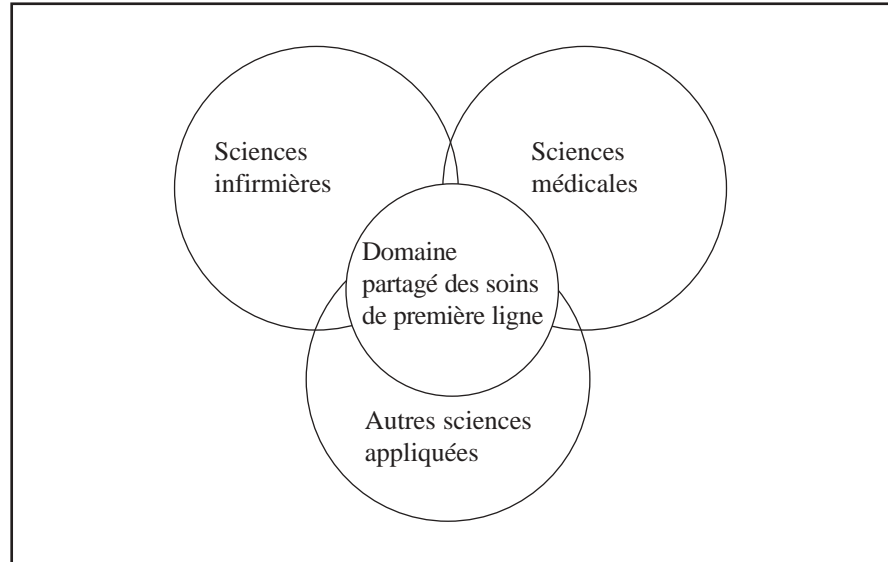 Sciences
infirmières
Sciences
médicales
Domaine
partagé des soins
de première ligne
Autres sciences
appliquées